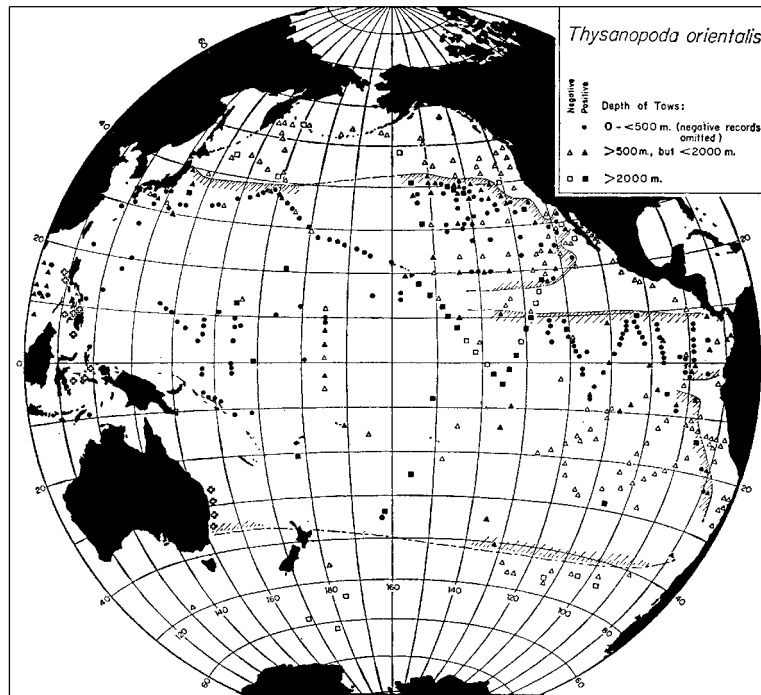 Thysanopoda orientalis
Negative
Positive
Depth of Tows:
0 - <500 m. (negative records omitted)
>500 m., but <2000 m.
>2000 m.
60
40
20
0
20
40
60
120
140
160
180
160
140
120
100
80
60
40
20
20